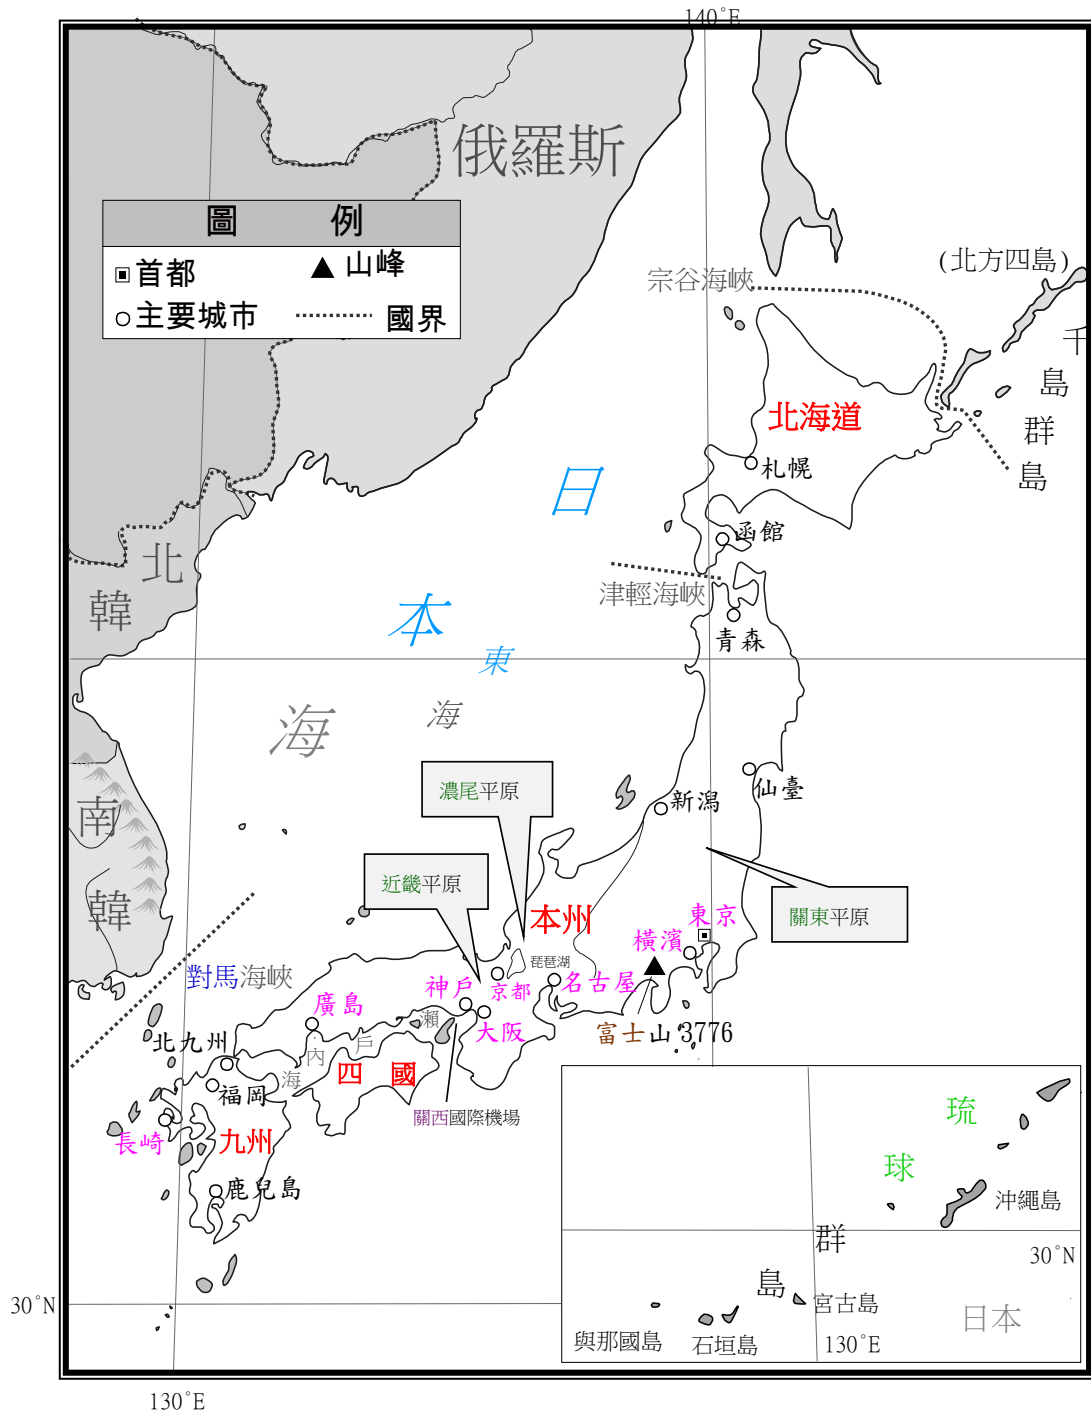 140°E
俄羅斯
圖 例
首都
山峰
主要城市
國界
(北方四島)
宗谷海峽
千
島
群
島
北海道
札幌
函館
津輕海峽
青森
北
韓
日
本
海
東
海
南
韓
濃尾平原
近畿平原
仙臺
新潟
關東平原
本州
東京
橫濱
琵琶湖
名古屋
富士山 3776
京都
神戶
大阪
對馬海峽
廣島
瀨
戶
內
海
四 國
關西國際機場
北九州
福岡
長崎
九州
鹿兒島
琉
球
群
島
沖繩島
30°N
宮古島
石垣島
與那國島
130°E
日本
30°N
130°E